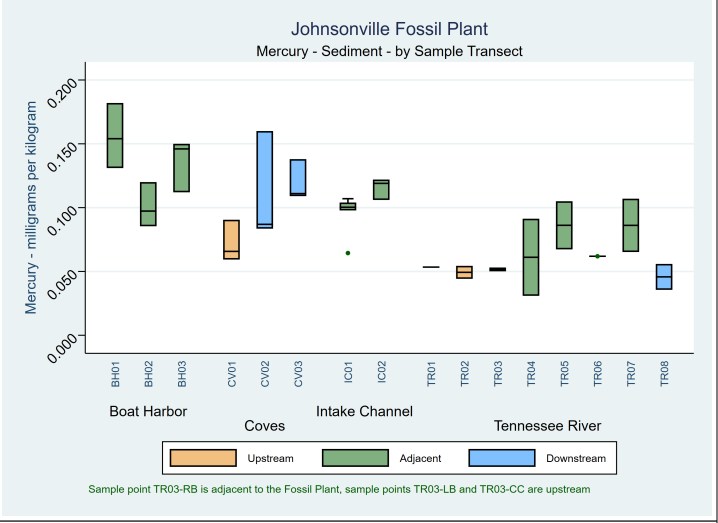 Johnsonville Fossil Plant
Mercury - Sediment - by Sample Transect
Mercury - milligrams per kilogram
0.200
0.150
0.100
0.050
0.000
BH01 BH02 BH03 CV01 CV02 CV03 IC01 IC02 TR01 TR02 TR03 TR04 TR05 TR06 TR07 TR08
Boat Harbor Intake Channel
Coves Tennessee River
Upstream Adjacent Downstream
Sample point TR03-RB is adjacent to the Fossil Plant, sample points TR03-LB and TR03-CC are upstream